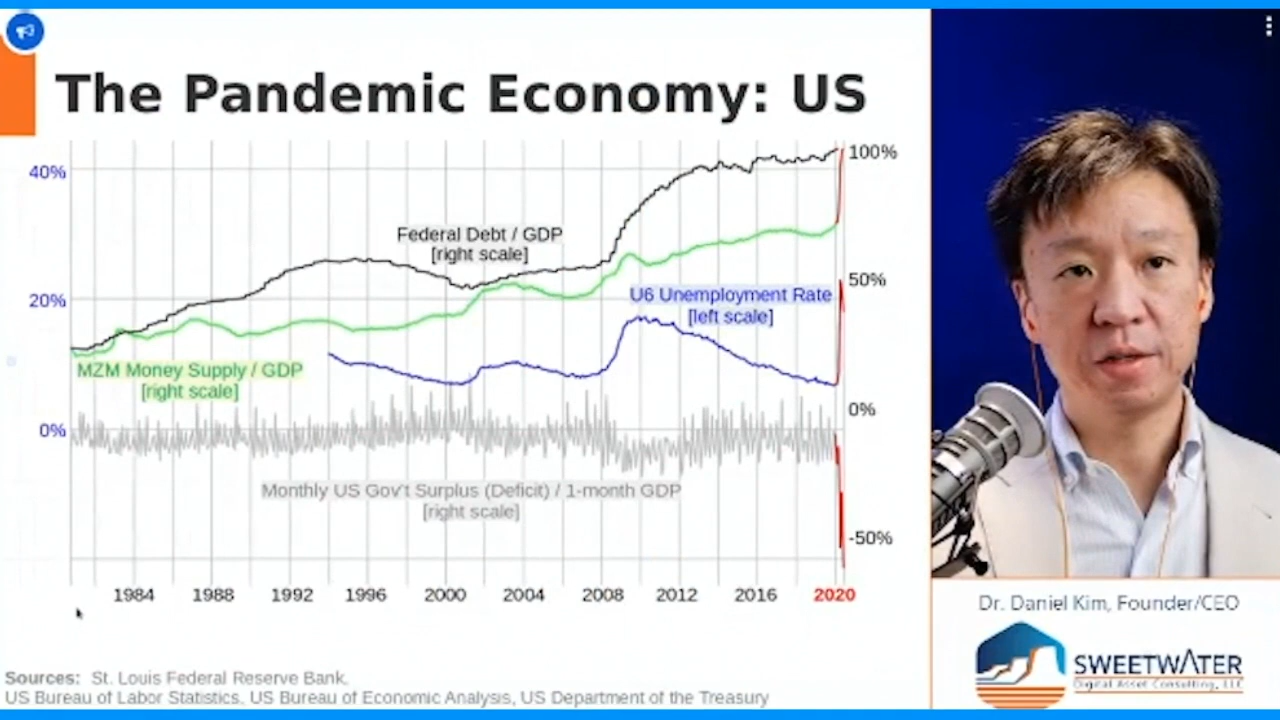 The Pandemic Economy: US
40%
20%
0%
100%
50%
0%
-50%
Federal Debt / GDP
[right scale]
U6 Unemployment Rate
[left scale]
MZM Money Supply / GDP
[right scale]
Monthly US Gov't Surplus (Deficit) / 1-month GDP
[right scale]
1984 1988 1992 1996 2000 2004 2008 2012 2016 2020
Sources: St. Louis Federal Reserve Bank,
US Bureau of Labor Statistics, US Bureau of Economic Analysis, US Department of the Treasury
Dr. Daniel Kim, Founder/CEO
SWEETWATER
Digital Asset Consulting, LLC